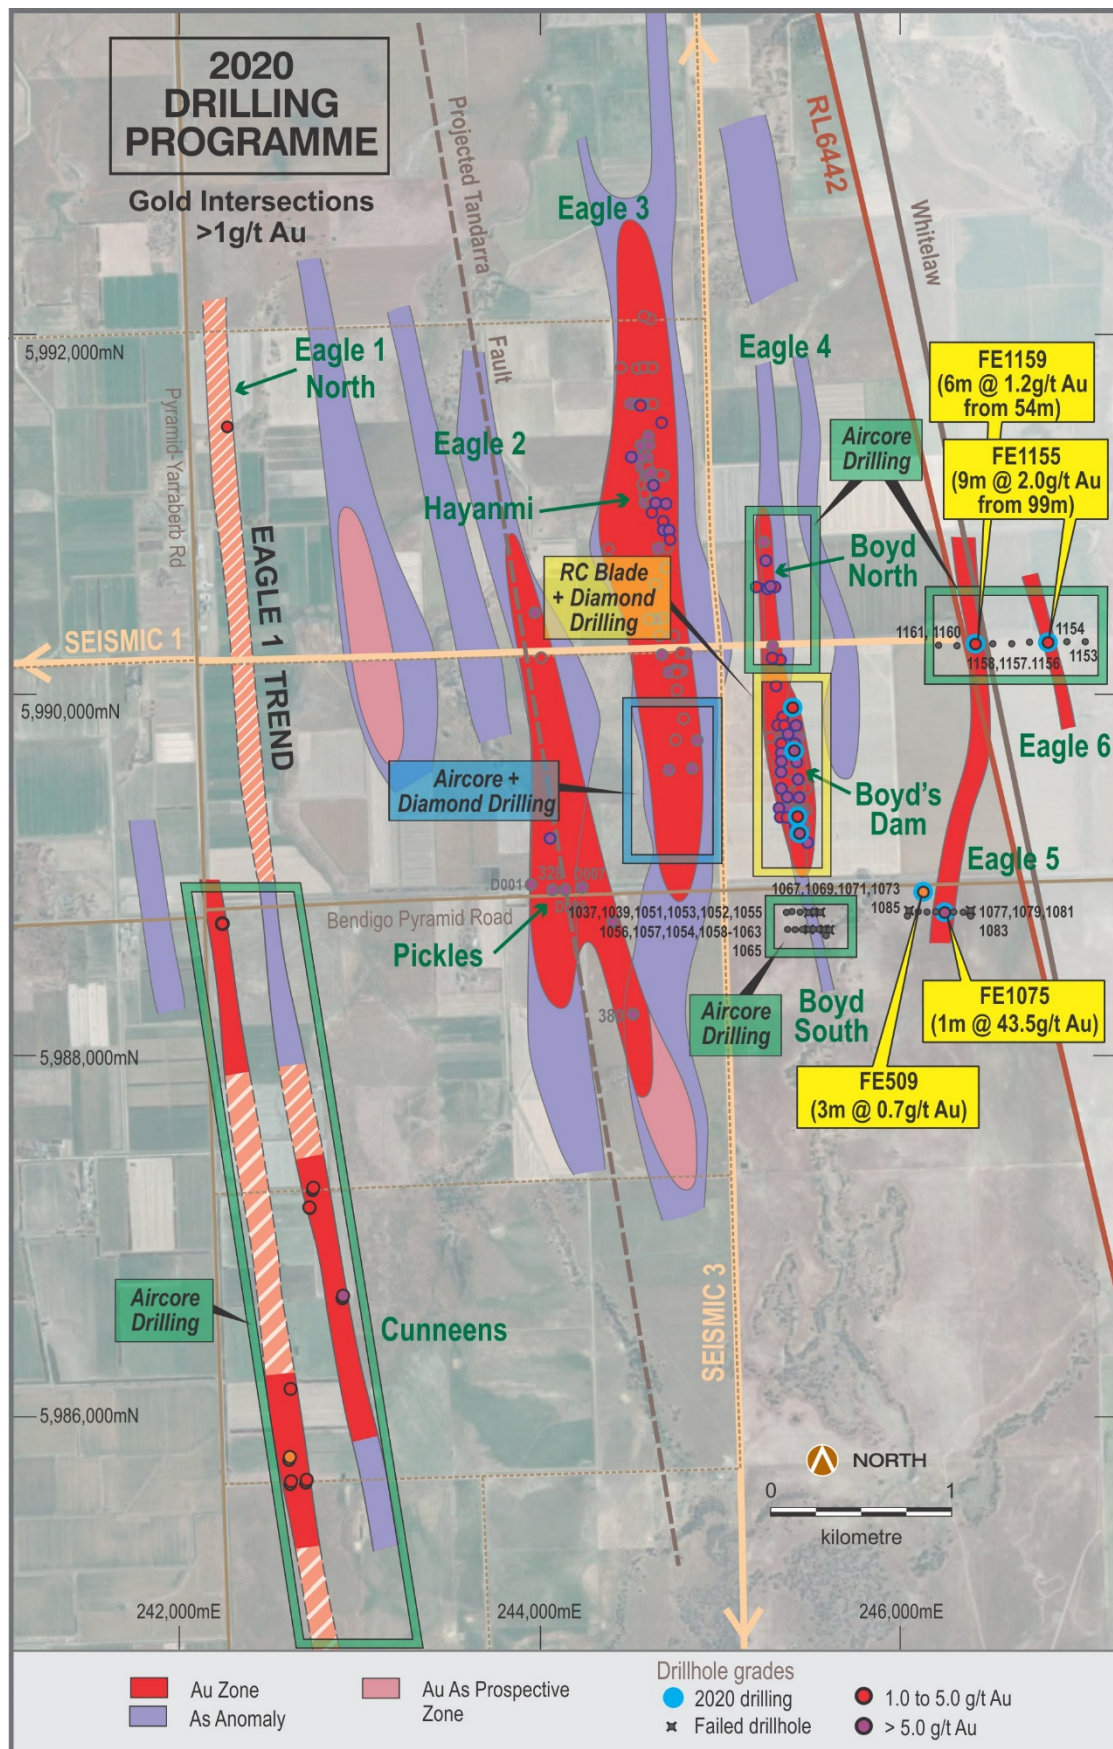 2020
DRILLING
PROGRAMME
Gold Intersections
>1g/t Au
Projected Tandarra
Fault
Eagle 3
RL6442
Whitelaw
5,992,000mN
Eagle 1
North
Eagle 4
FE1159
(6m @ 1.2g/t Au
from 54m)
Pyramid-Yarraberb Rd
Eagle 2
Aircore
Drilling
FE1155
(9m @ 2.0g/t Au
from 99m)
Hayanmi
EAGLE 1 TREND
RC Blade
+ Diamond
Drilling
Boyd
North
SEISMIC 1
1161, 1160
1154
1158,1157.1156
1153
5,990,000mN
Eagle 6
Aircore +
Diamond Drilling
Boyd's
Dam
Eagle 5
D001
328
D007
1067,1069,1071,1073
Bendigo Pyramid Road
1037,1039,1051,1053,1052,1055
1085
1077,1079,1081
1056,1057,1054,1058-1063
1083
1065
Pickles
Aircore
Drilling
Boyd
South
FE1075
(1m @ 43.5g/t Au)
380
5,988,000mN
FE509
(3m @ 0.7g/t Au)
SEISMIC 3
Aircore
Drilling
Cunneens
5,986,000mN
NORTH
0 1
kilometre
242,000mE
244,000mE
246,000mE
Au Zone
As Anomaly
Au As Prospective
Zone
Drillhole grades
2020 drilling
Failed drillhole
1.0 to 5.0 g/t Au
> 5.0 g/t Au